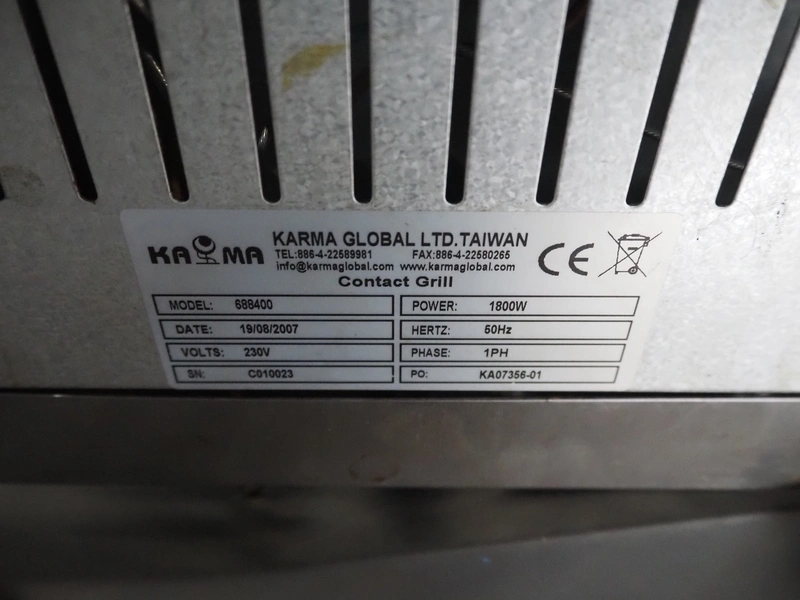 KARMA
KARMA GLOBAL LTD.TAIWAN
TEL:886-4-22589981 FAX:886-4-22580265
info@karmaglobal.com www.karmaglobal.com
CE
Contact Grill
MODEL: 688400 POWER: 1800W
DATE: 19/08/2007 HERTZ: 50Hz
VOLTS: 230V PHASE: 1PH
SN: C010023 PO: KA07356-01